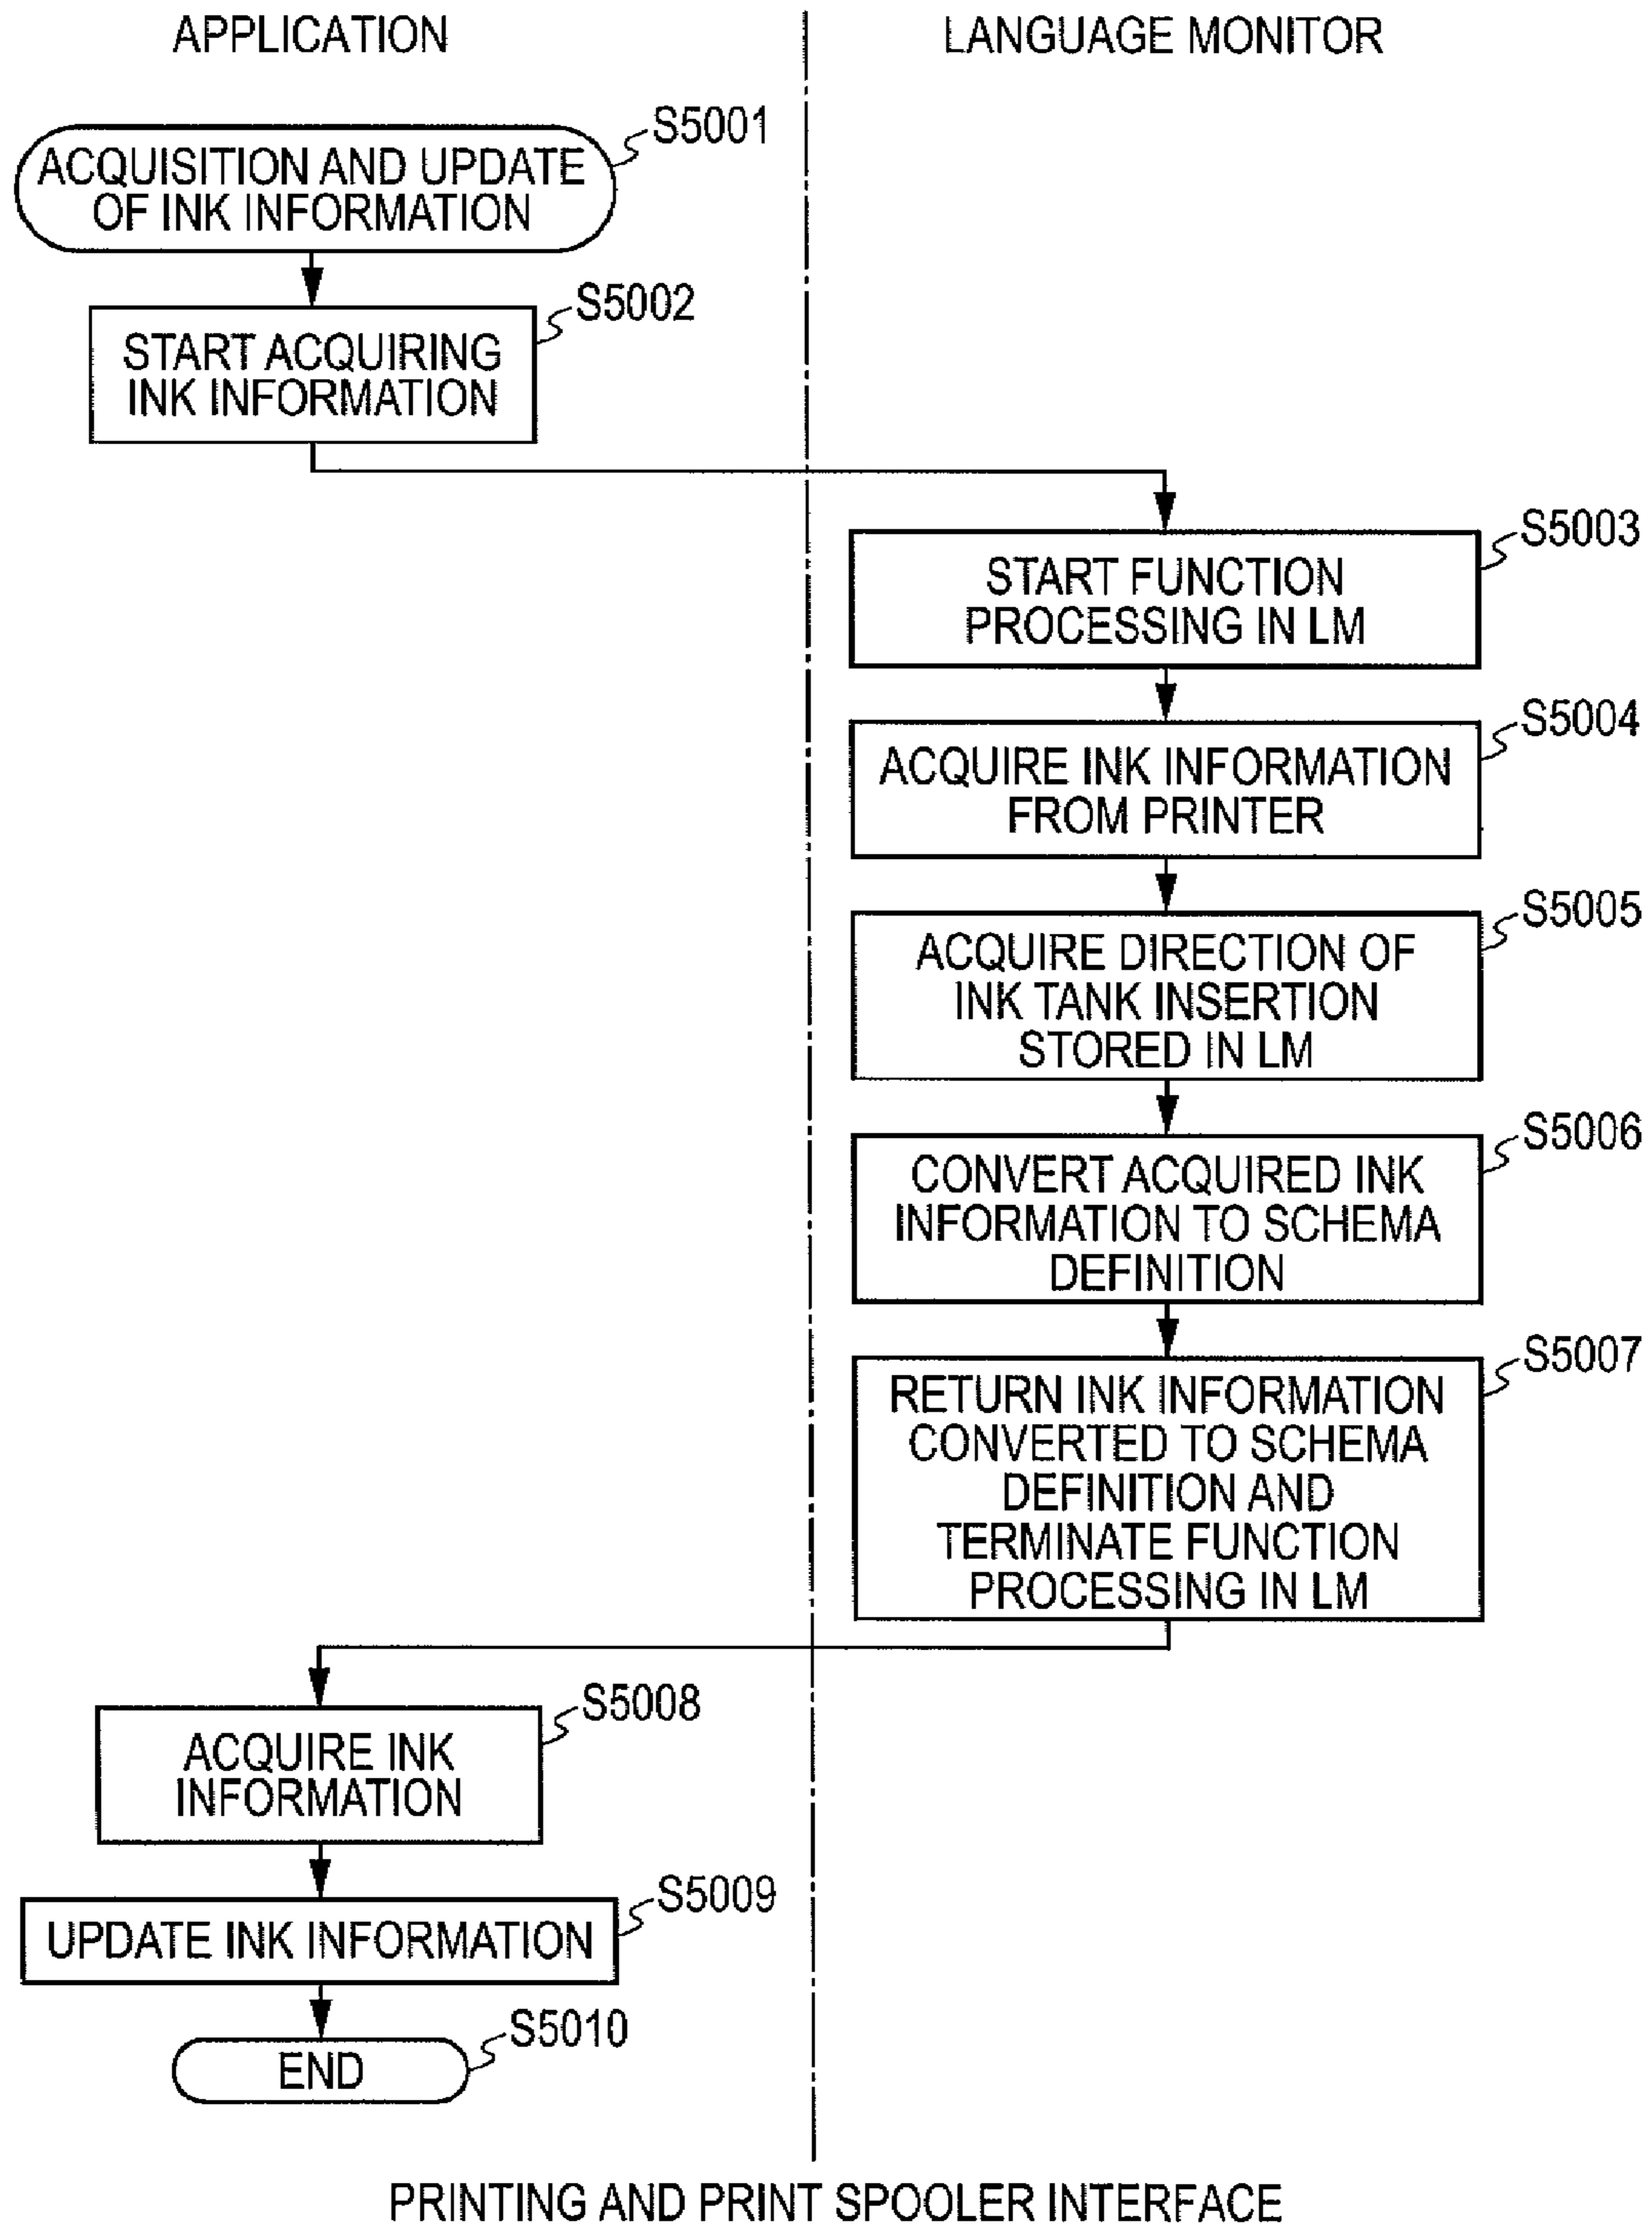 APPLICATION
LANGUAGE MONITOR
S5001
ACQUISITION AND UPDATE
OF INK INFORMATION
S5002
START ACQUIRING
INK INFORMATION
S5003
START FUNCTION
PROCESSING IN LM
S5004
ACQUIRE INK INFORMATION
FROM PRINTER
S5005
ACQUIRE DIRECTION OF
INK TANK INSERTION
STORED IN LM
S5006
CONVERT ACQUIRED INK
INFORMATION TO SCHEMA
DEFINITION
S5007
RETURN INK INFORMATION
CONVERTED TO SCHEMA
DEFINITION AND
TERMINATE FUNCTION
PROCESSING IN LM
S5008
ACQUIRE INK
INFORMATION
S5009
UPDATE INK INFORMATION
S5010
END
PRINTING AND PRINT SPOOLER INTERFACE